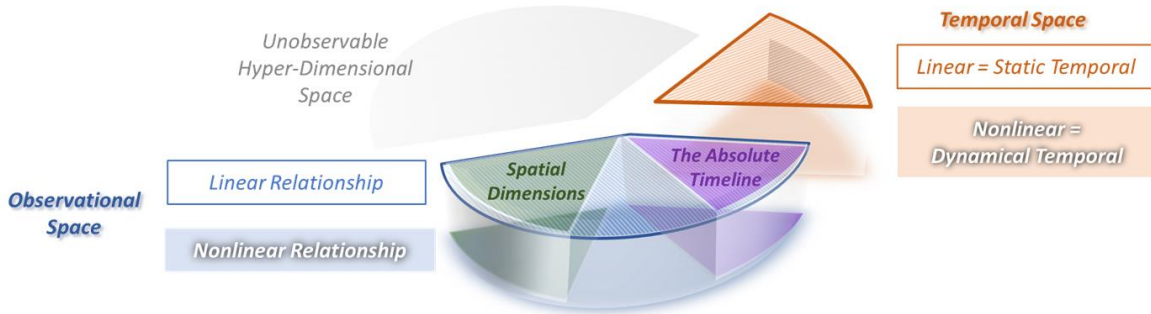 Unobservable
Hyper-Dimensional
Space
Temporal Space
Linear = Static Temporal
Nonlinear =
Dynamical Temporal
Observational
Space
Linear Relationship
Nonlinear Relationship
Spatial
Dimensions
The Absolute
Timeline